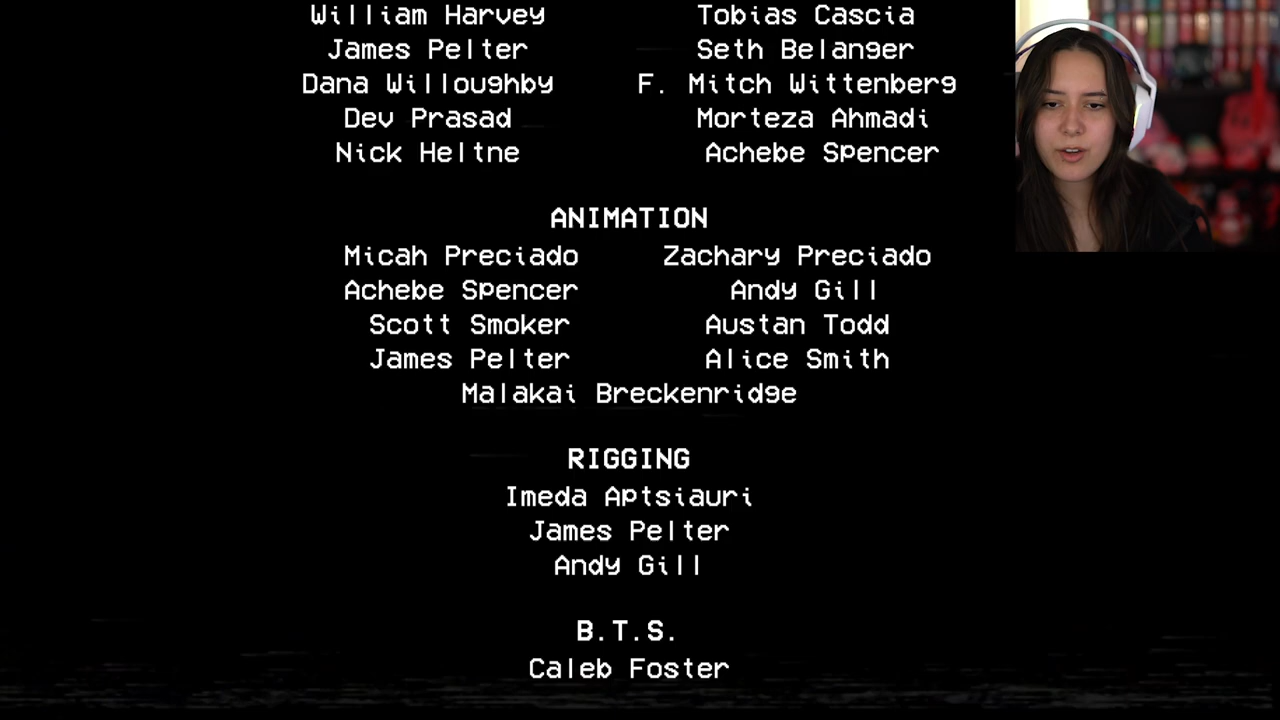 William Harvey Tobias Cascia
James Pelter Seth Belanger
Dana Willoughby F. Mitch Wittenberg
Dev Prasad Morteza Ahmadi
Nick Heltne Achebe Spencer
ANIMATION
Micah Preciado Zachary Preciado
Achebe Spencer Andy Gill
Scott Smoker Austan Todd
James Pelter Alice Smith
Malakai Breckenridge
RIGGING
Imeda Aptsiauri
James Pelter
Andy Gill
B.T.S.
Caleb Foster